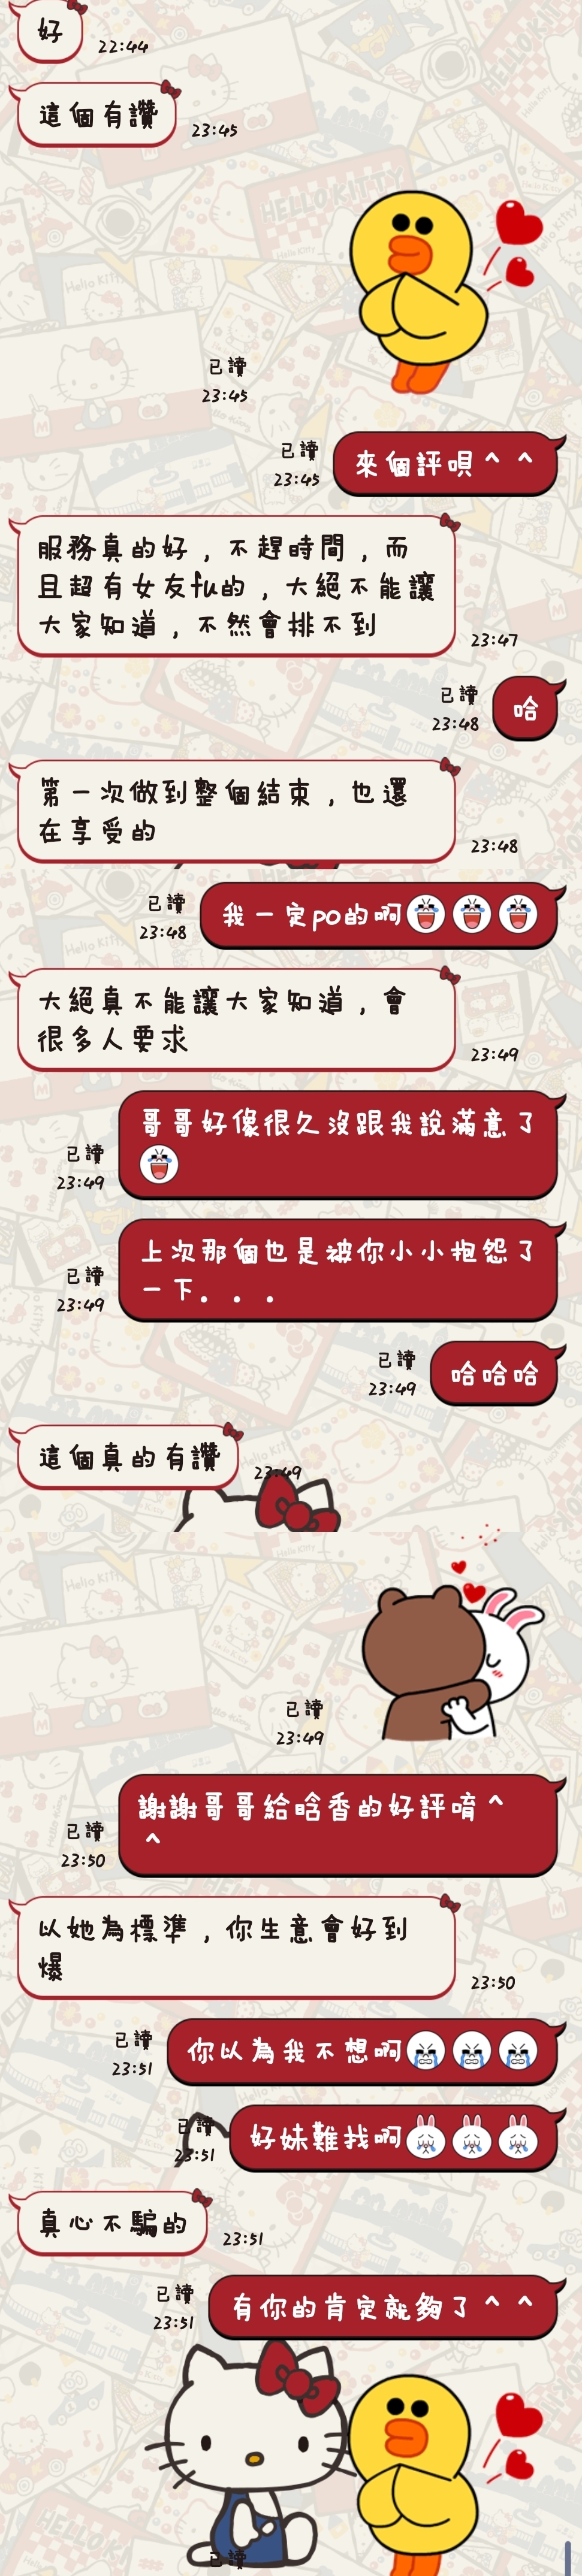 好
22:44
這個有讚
23:45
HELLO KITTY
已讀
23:45
來個評唄^ ^
已讀
23:45
服務真的好，不趕時間，而
且超有女友fu的，大絕不能讓
大家知道，不然會排不到
23:47
哈
已讀
23:48
第一次做到整個結束，也還
在享受的
23:48
我一定po的啊
已讀
23:48
大絕真不能讓大家知道，會
很多人要求
23:49
哥哥好像很久沒跟我說滿意了
已讀
23:49
上次那個也是被你小小抱怨了
一下...
已讀
23:49
哈哈哈
已讀
23:49
這個真的有讚
23:49
已讀
23:49
謝謝哥哥給晗香的好評唷^
^
已讀
23:50
以她為標準，你生意會好到
爆
23:50
你以為我不想啊
已讀
23:51
好妹難找啊
已讀
23:51
真心不騙的
23:51
有你的肯定就夠了^ ^
已讀
23:51
已讀